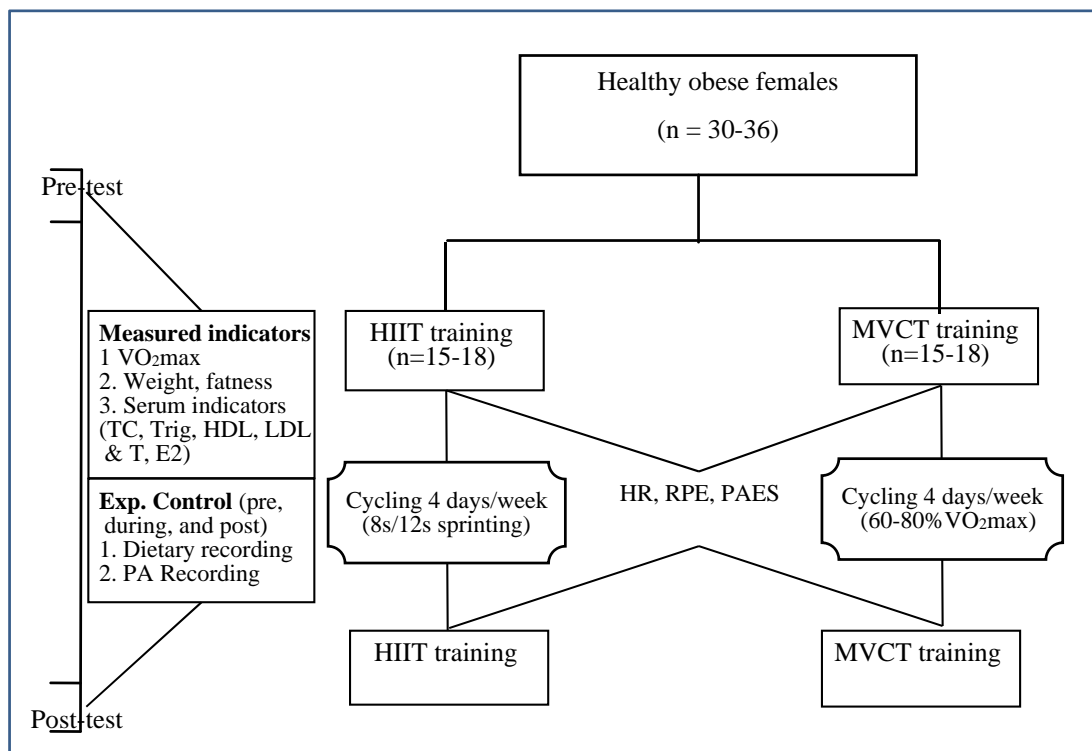 Healthy obese females
(n = 30-36)
Pre-test
Measured indicators
1 VO₂max
2. Weight, fatness
3. Serum indicators
(TC, Trig, HDL, LDL
& T, E2)
Exp. Control (pre,
during, and post)
1. Dietary recording
2. PA Recording
Post-test
HIIT training
(n=15-18)
MVCT training
(n=15-18)
Cycling 4 days/week
(8s/12s sprinting)
HR, RPE, PAES
Cycling 4 days/week
(60-80%VO₂max)
HIIT training
MVCT training